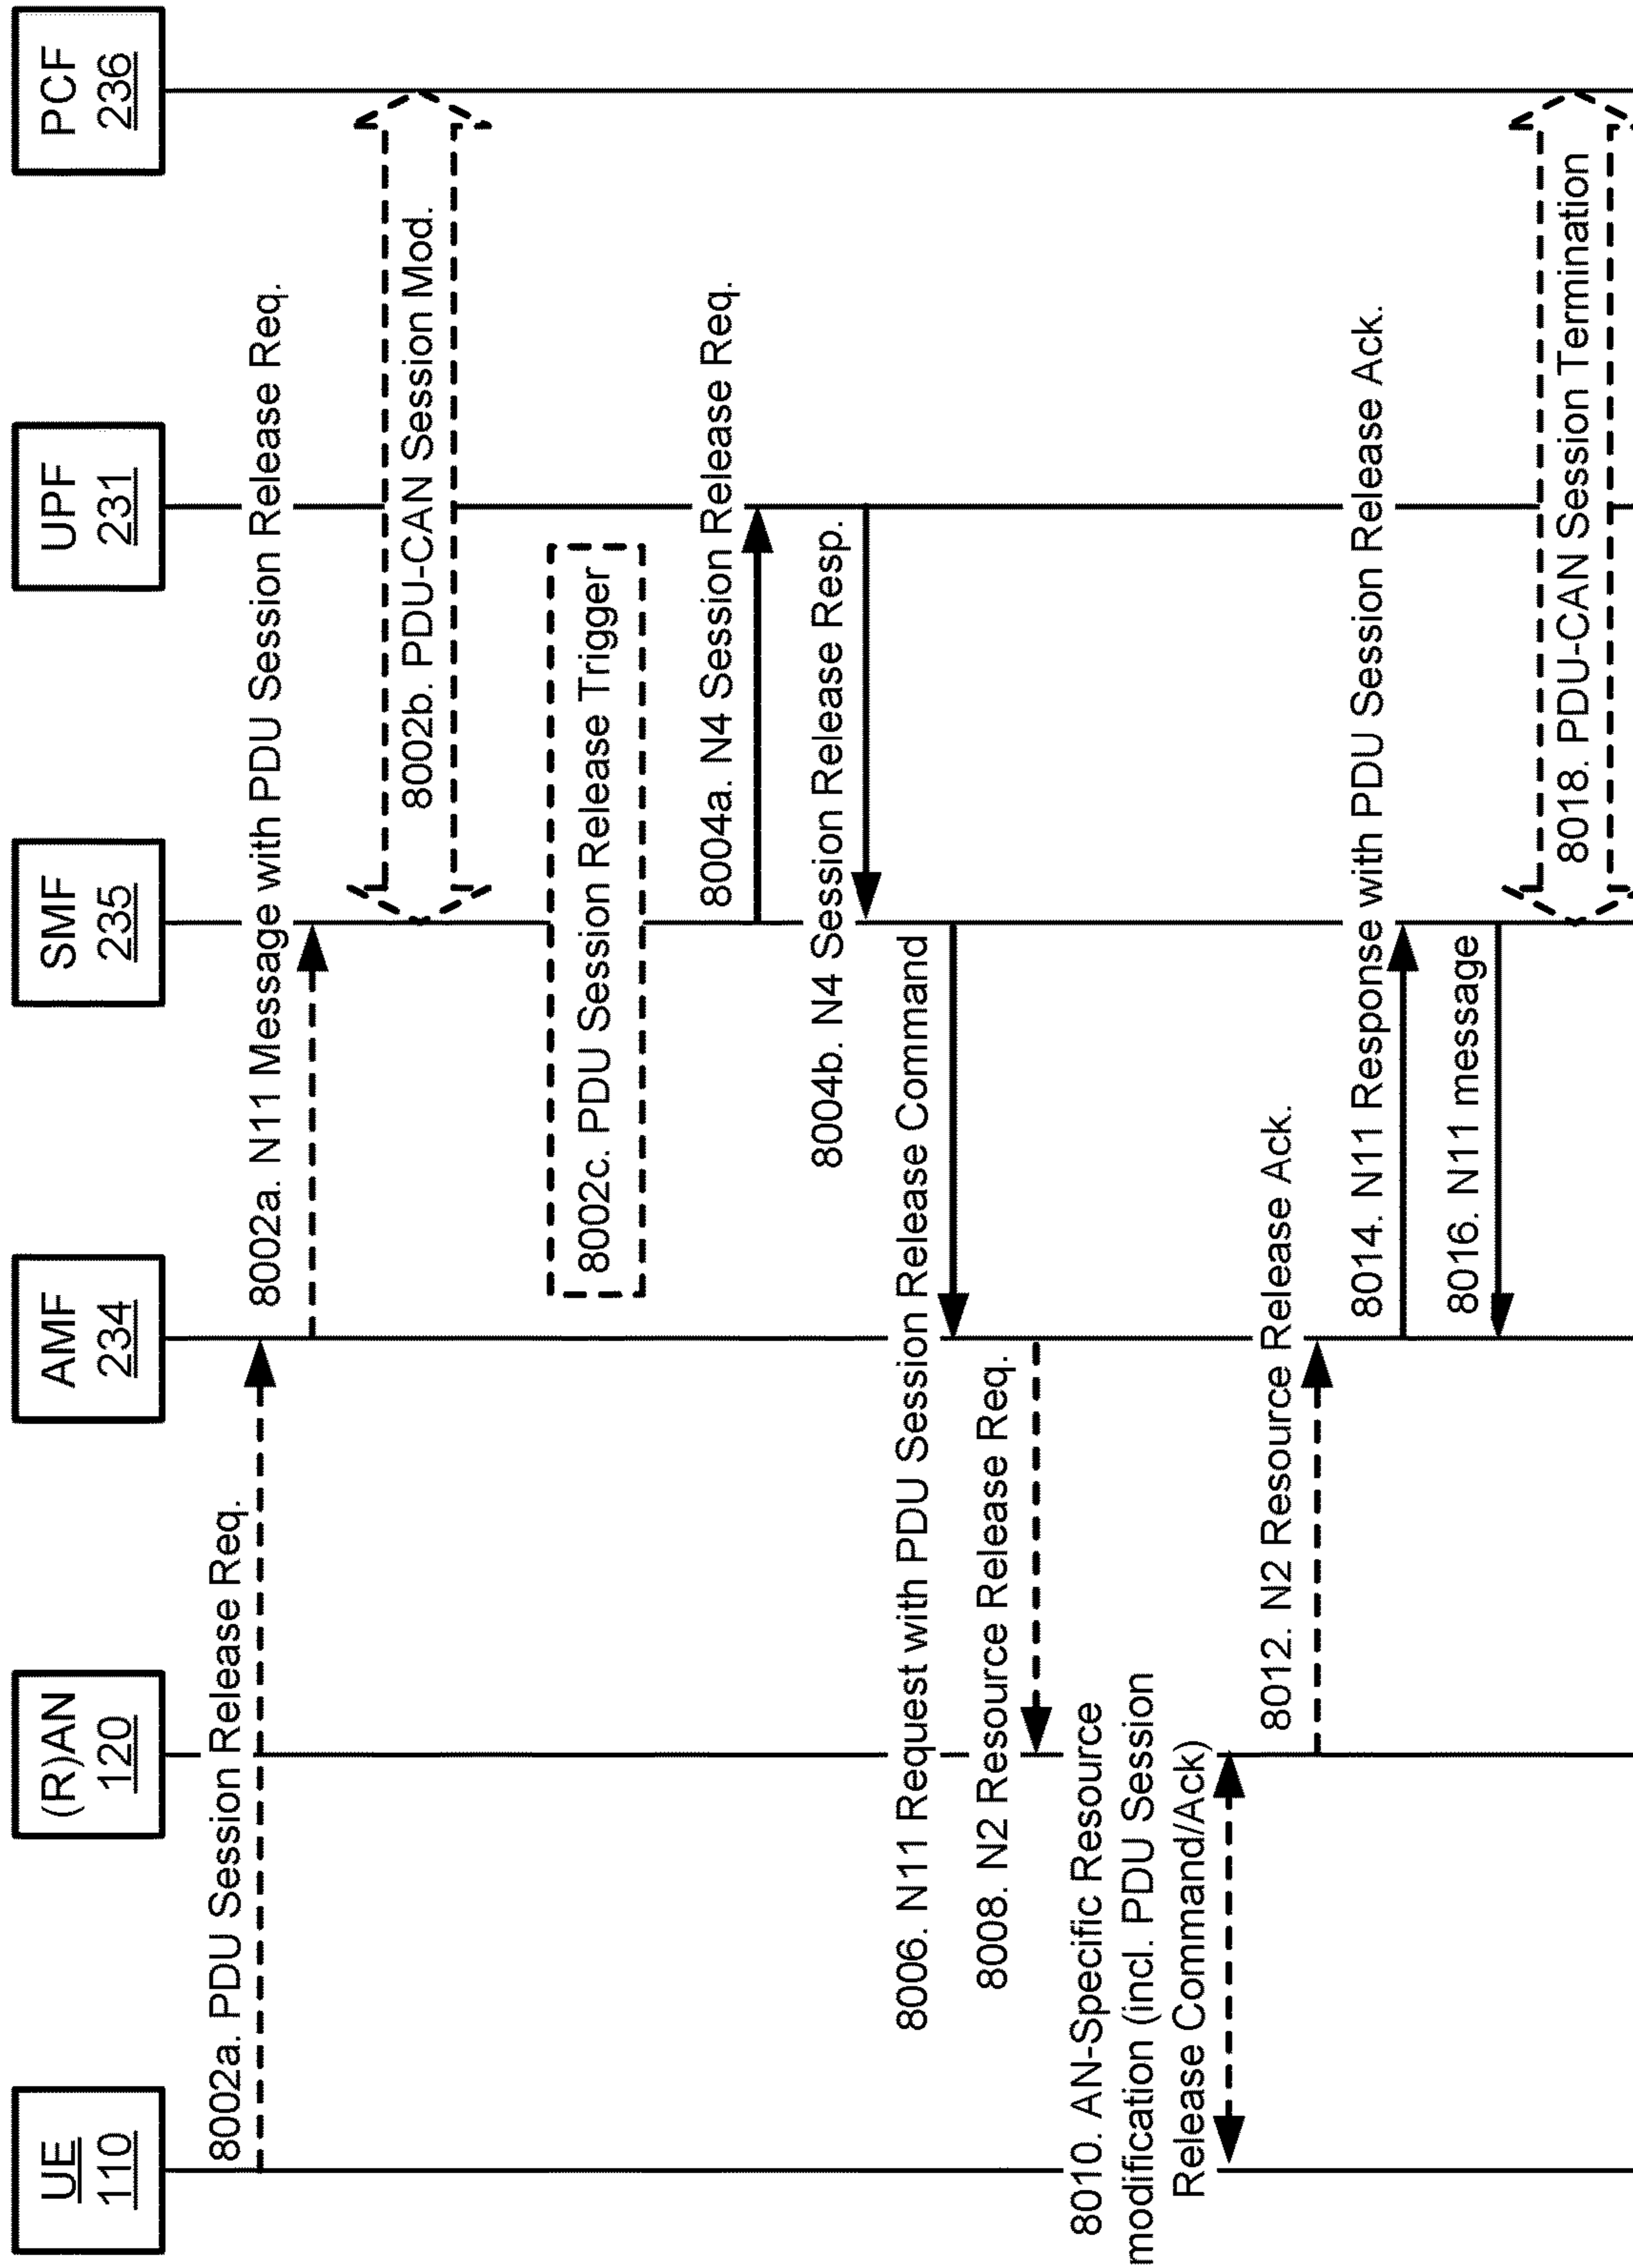 UE
110
(R)AN
120
AMF
234
SMF
235
UPF
231
PCF
236
8002a. PDU Session Release Req.
8002a. N11 Message with PDU Session Release Req.
8002b. PDU-CAN Session Mod.
8002c. PDU Session Release Trigger
8004a. N4 Session Release Req.
8004b. N4 Session Release Resp.
8006. N11 Request with PDU Session Release Command
8008. N2 Resource Release Req.
8010. AN-Specific Resource
modification (incl. PDU Session
Release Command/Ack)
8012. N2 Resource Release Ack.
8014. N11 Response with PDU Session Release Ack.
8016. N11 message
8018. PDU-CAN Session Termination